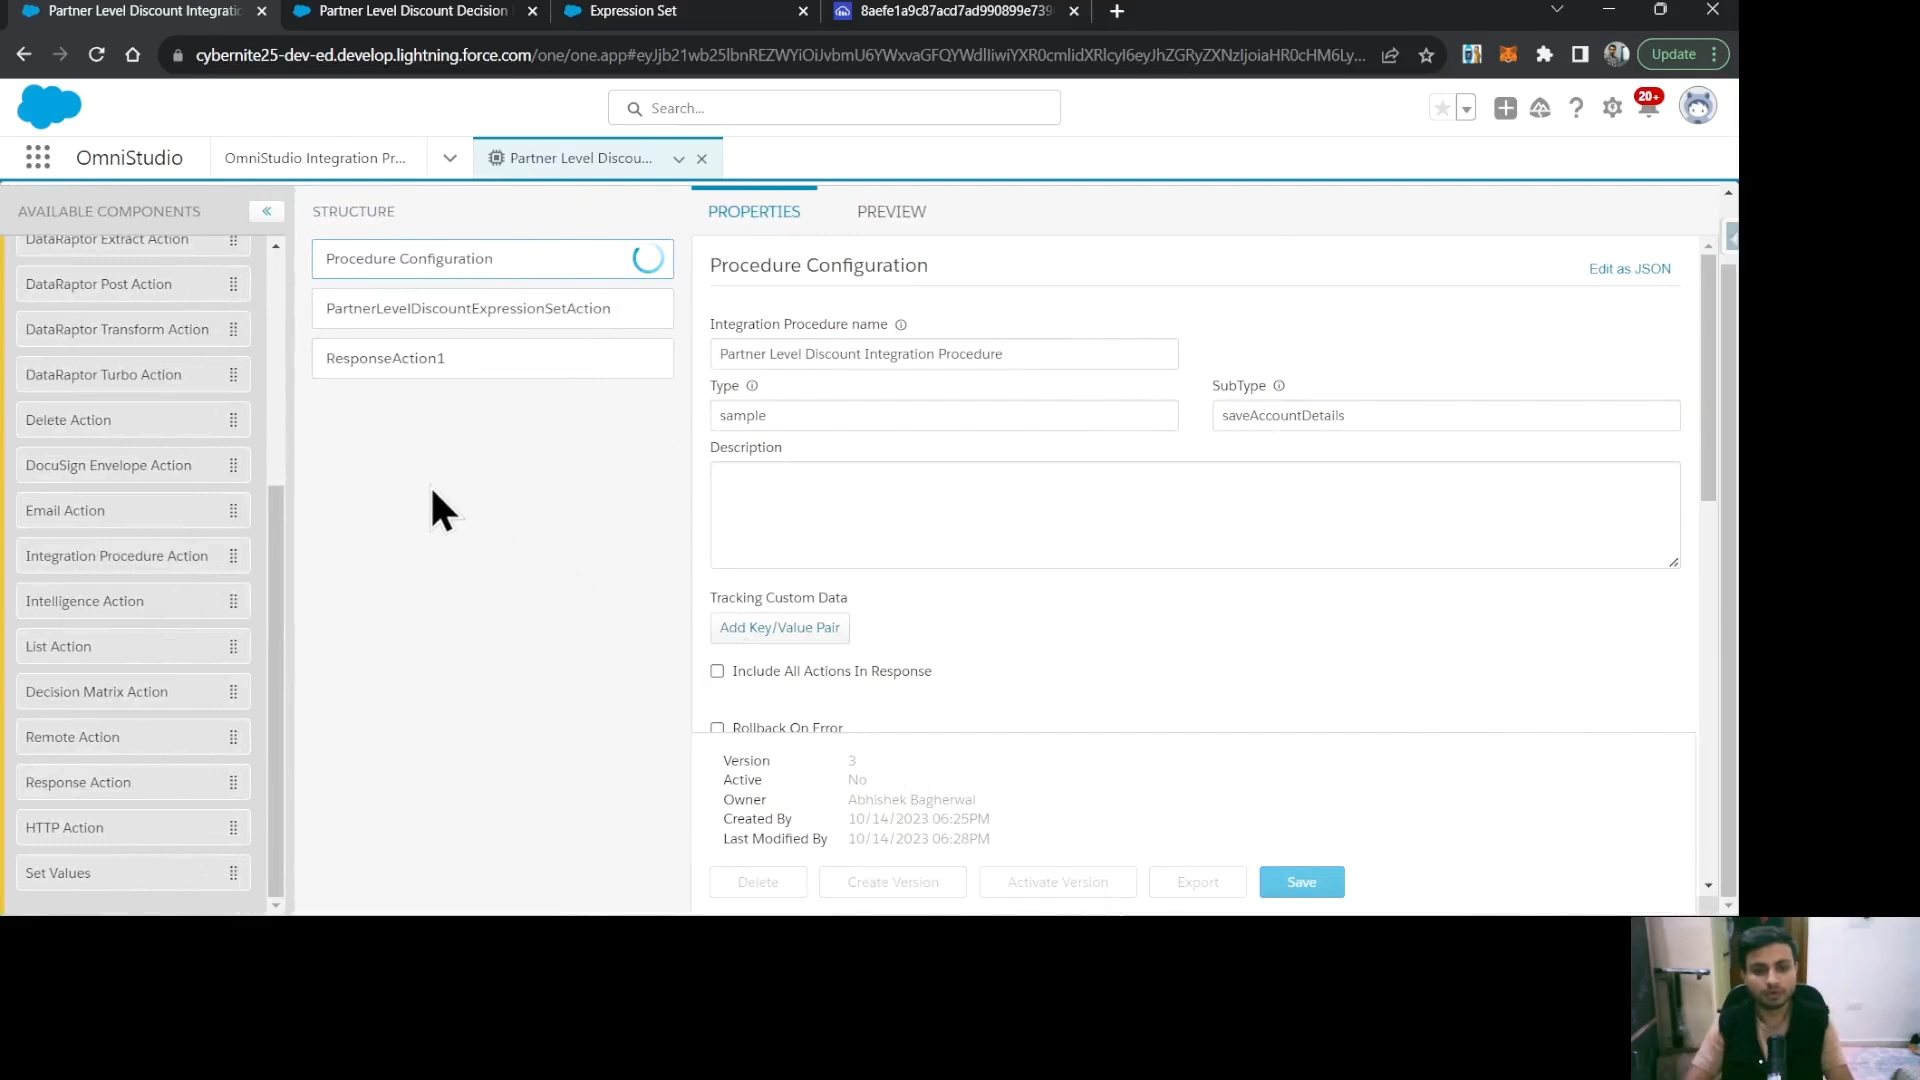 Partner Level Discount Integratio
Partner Level Discount Decision
Expression Set
8aefe1a9c87acd7ad990899e739
cybernite25-dev-ed.develop.lightning.force.com/one/one.app#eyJjb21wb25lbnREZWYiOiJvbmU6YWxvaGFQYWdlIiwiYXR0cmlidXRlcyI6eyJhZGRyZXNzIjoiaHR0cHM6Ly...
Update
Search...
20+
OmniStudio
OmniStudio Integration Pr...
Partner Level Discou...
AVAILABLE COMPONENTS
DataRaptor Extract Action
DataRaptor Post Action
DataRaptor Transform Action
DataRaptor Turbo Action
Delete Action
DocuSign Envelope Action
Email Action
Integration Procedure Action
Intelligence Action
List Action
Decision Matrix Action
Remote Action
Response Action
HTTP Action
Set Values
STRUCTURE
Procedure Configuration
PartnerLevelDiscountExpressionSetAction
ResponseAction1
PROPERTIES
PREVIEW
Procedure Configuration
Edit as JSON
Integration Procedure name
Partner Level Discount Integration Procedure
Type
SubType
sample
saveAccountDetails
Description
Tracking Custom Data
Add Key/Value Pair
Include All Actions In Response
Rollback On Error
Version 3
Active No
Owner Abhishek Bagherwal
Created By 10/14/2023 06:25PM
Last Modified By 10/14/2023 06:28PM
Delete
Create Version
Activate Version
Export
Save